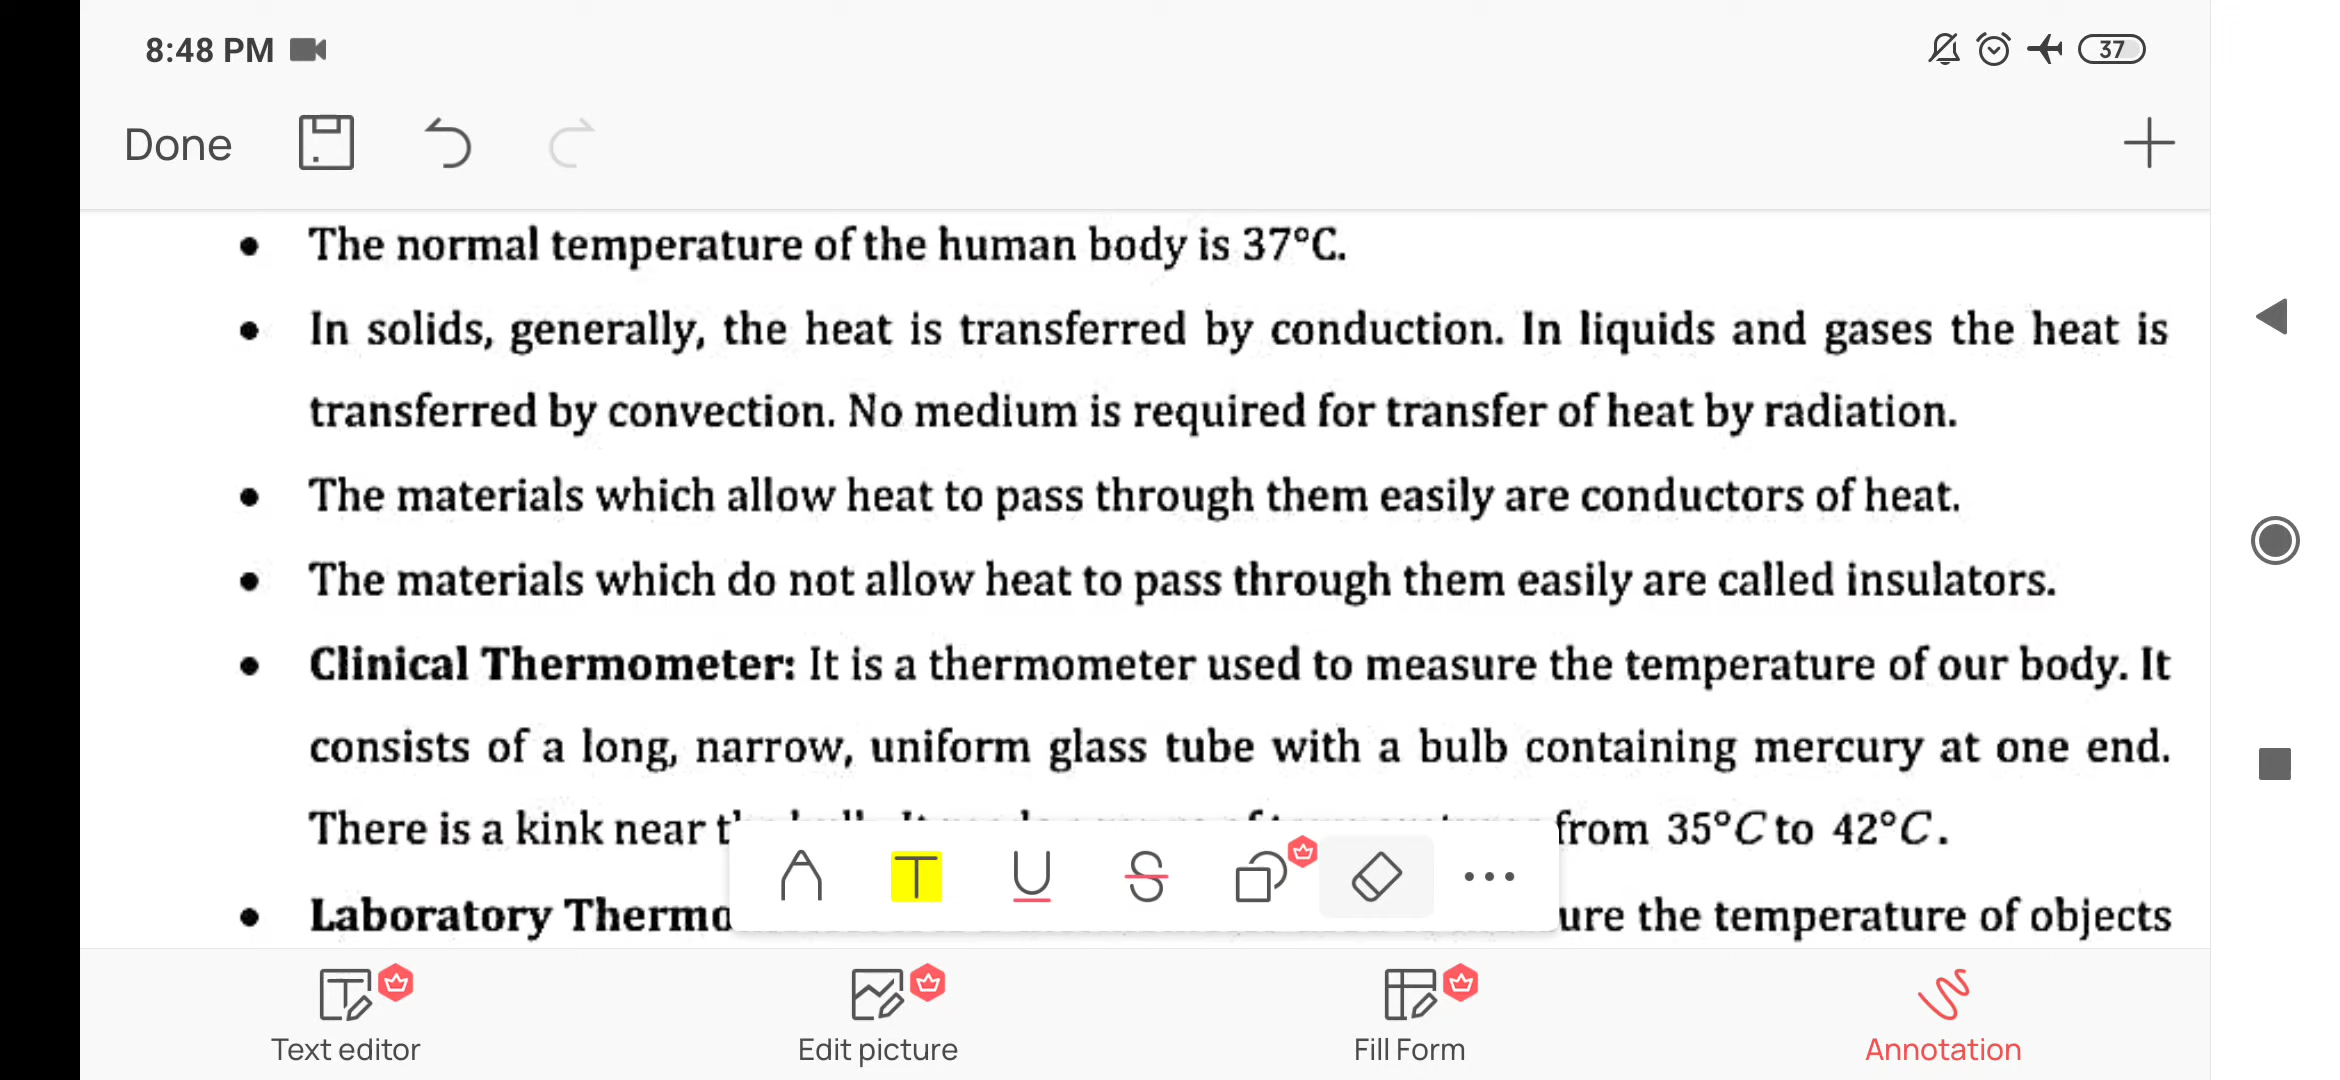 8:48 PM
37
Done
• The normal temperature of the human body is 37°C.
• In solids, generally, the heat is transferred by conduction. In liquids and gases the heat is
transferred by convection. No medium is required for transfer of heat by radiation.
• The materials which allow heat to pass through them easily are conductors of heat.
• The materials which do not allow heat to pass through them easily are called insulators.
• Clinical Thermometer: It is a thermometer used to measure the temperature of our body. It
consists of a long, narrow, uniform glass tube with a bulb containing mercury at one end.
There is a kink near from 35°C to 42°C.
T U S
• Laboratory the temperature of objects
Text editor
Edit picture
Fill Form
Annotation